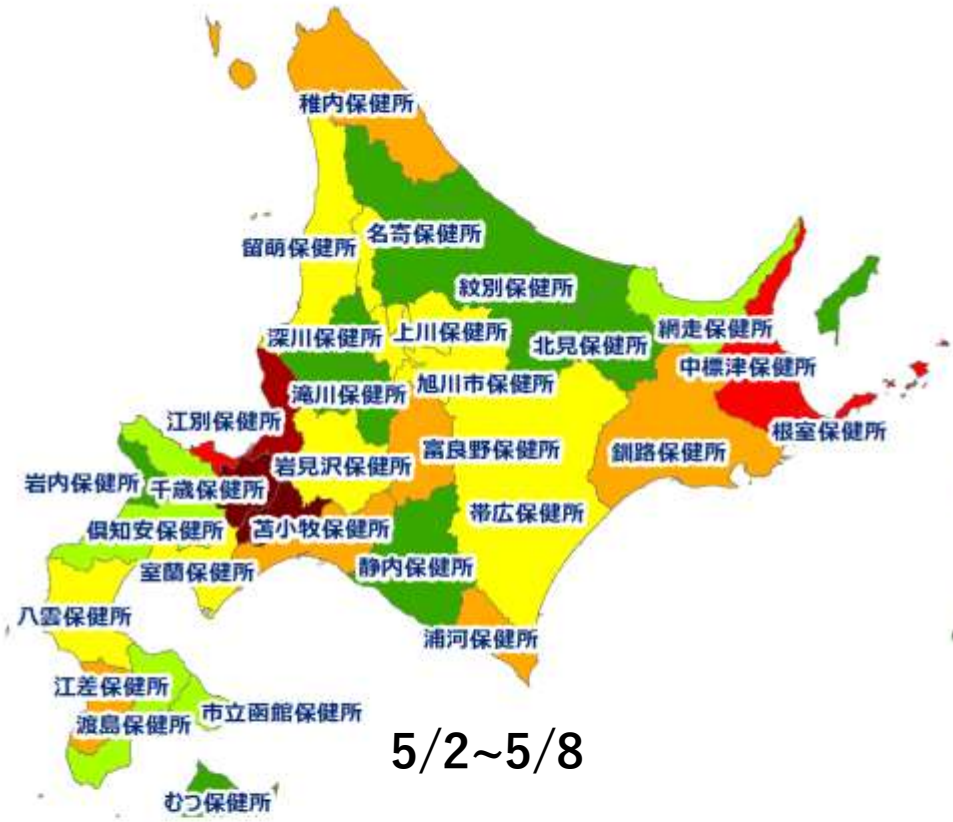 稚内保健所
名寄保健所
留萌保健所
紋別保健所
深川保健所
上川保健所
北見保健所
網走保健所
中標津保健所
滝川保健所
旭川市保健所
江別保健所
根室保健所
岩見沢保健所
富良野保健所
釧路保健所
岩内保健所
千歳保健所
帯広保健所
倶知安保健所
苫小牧保健所
室蘭保健所
静内保健所
八雲保健所
浦河保健所
江差保健所
市立函館保健所
渡島保健所
5/2~5/8
むつ保健所